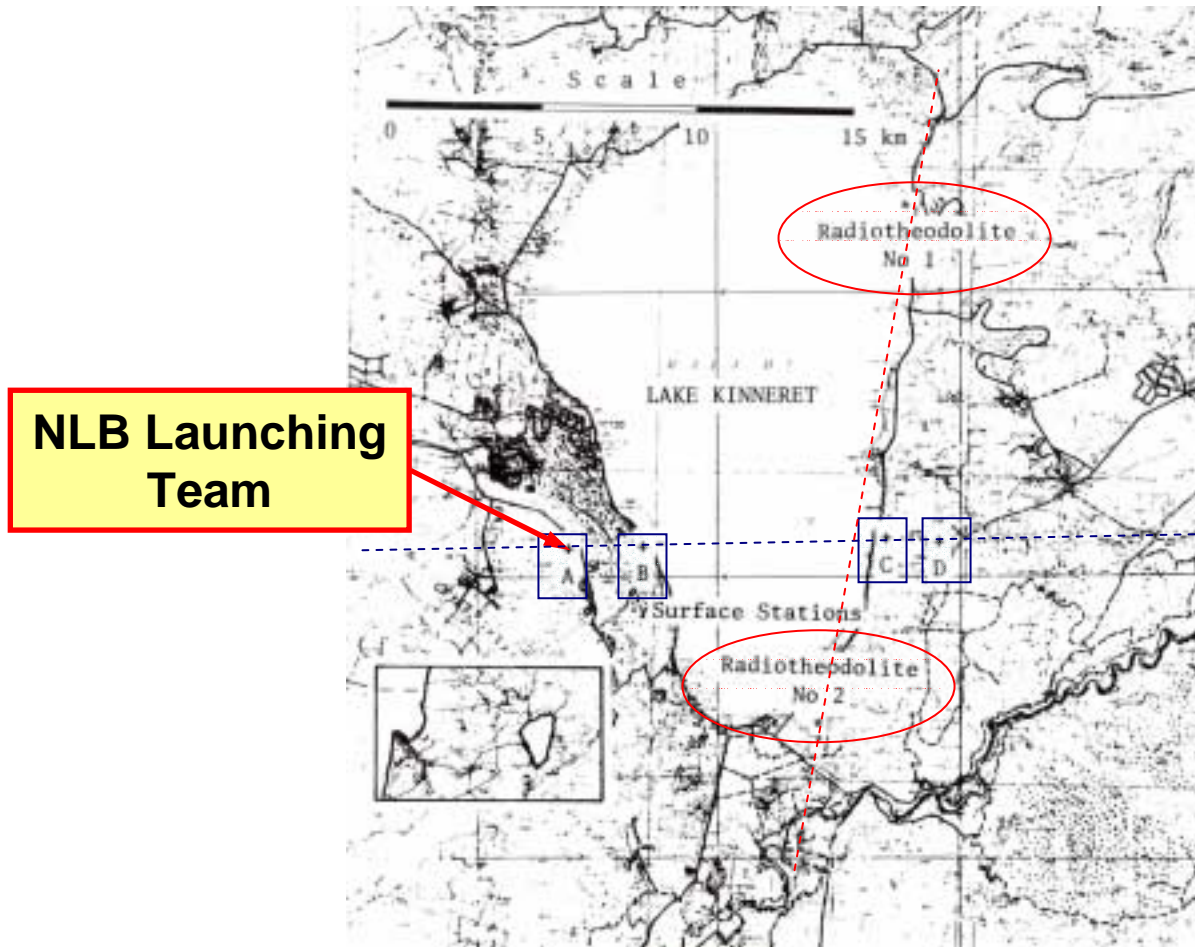 Scale
0 5 10 15 km
Radiotheodolite
No 1
LAKE KINNERET
NLB Launching
Team
A B C D
Surface Stations
Radiotheodolite
No 2